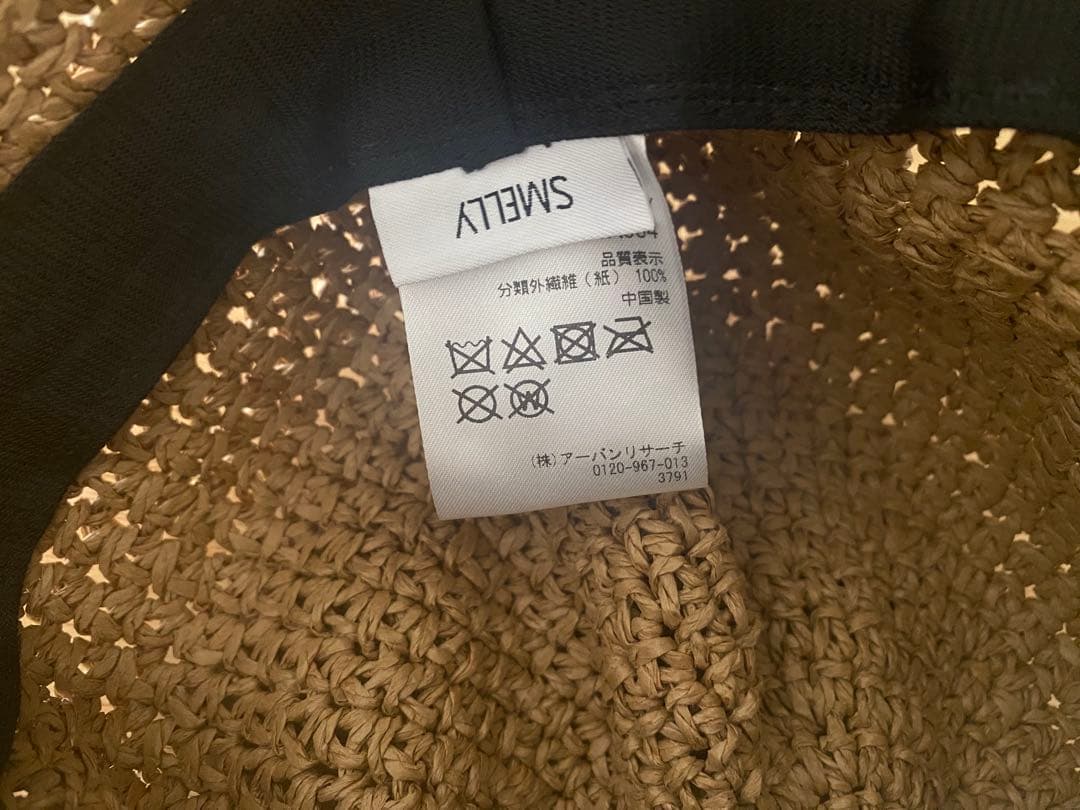 SMELLY
品質表示
分類外繊維(紙) 100%
中国製
W
(株)アーバンリサーチ
0120-967-013
3791